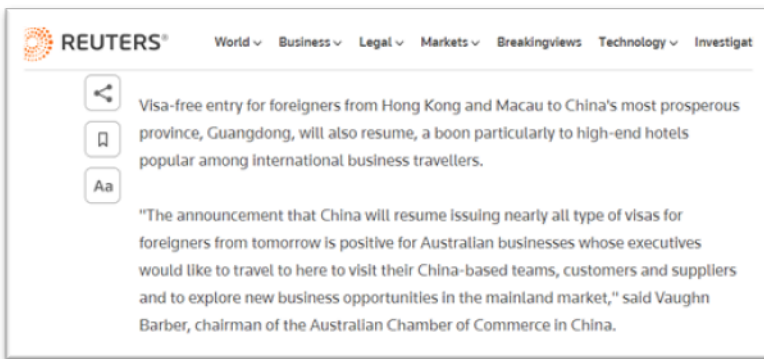 REUTERS® World Business Legal Markets Breakingviews Technology Investigat
Visa-free entry for foreigners from Hong Kong and Macau to China's most prosperous
province, Guangdong, will also resume, a boon particularly to high-end hotels
popular among international business travellers.
Aa
"The announcement that China will resume issuing nearly all type of visas for
foreigners from tomorrow is positive for Australian businesses whose executives
would like to travel to here to visit their China-based teams, customers and suppliers
and to explore new business opportunities in the mainland market," said Vaughn
Barber, chairman of the Australian Chamber of Commerce in China.